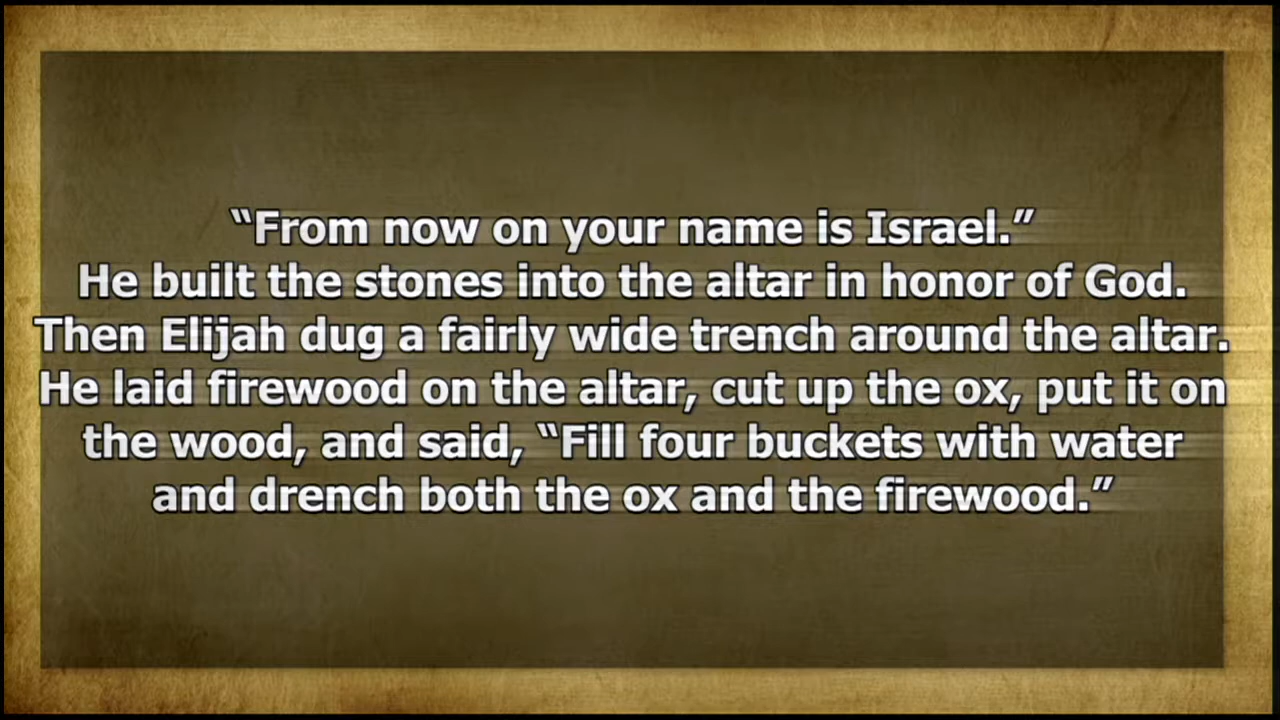 “From now on your name is Israel.”
He built the stones into the altar in honor of God.
Then Elijah dug a fairly wide trench around the altar.
He laid firewood on the altar, cut up the ox, put it on
the wood, and said, “Fill four buckets with water
and drench both the ox and the firewood.”